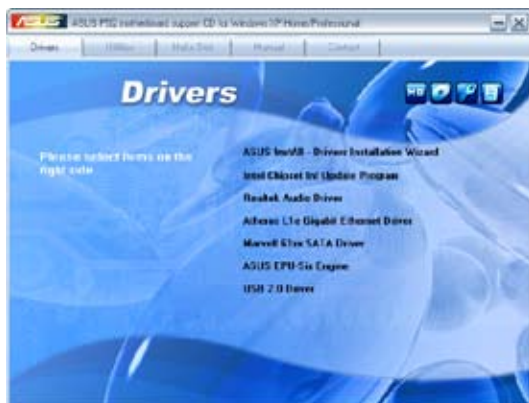 ASUS P5Q motherboard support CD for Windows XP Home/Professional
Drivers
Utilities
Make Disk
Manual
Contact
Drivers
Please select items on the
right side
ASUS InstAll - Drivers Installation Wizard
Intel Chipset Inf Update Program
Realtek Audio Driver
Atheros L1e Gigabit Ethernet Driver
Marvell 61xx SATA Driver
ASUS EPU-Six Engine
USB 2.0 Driver